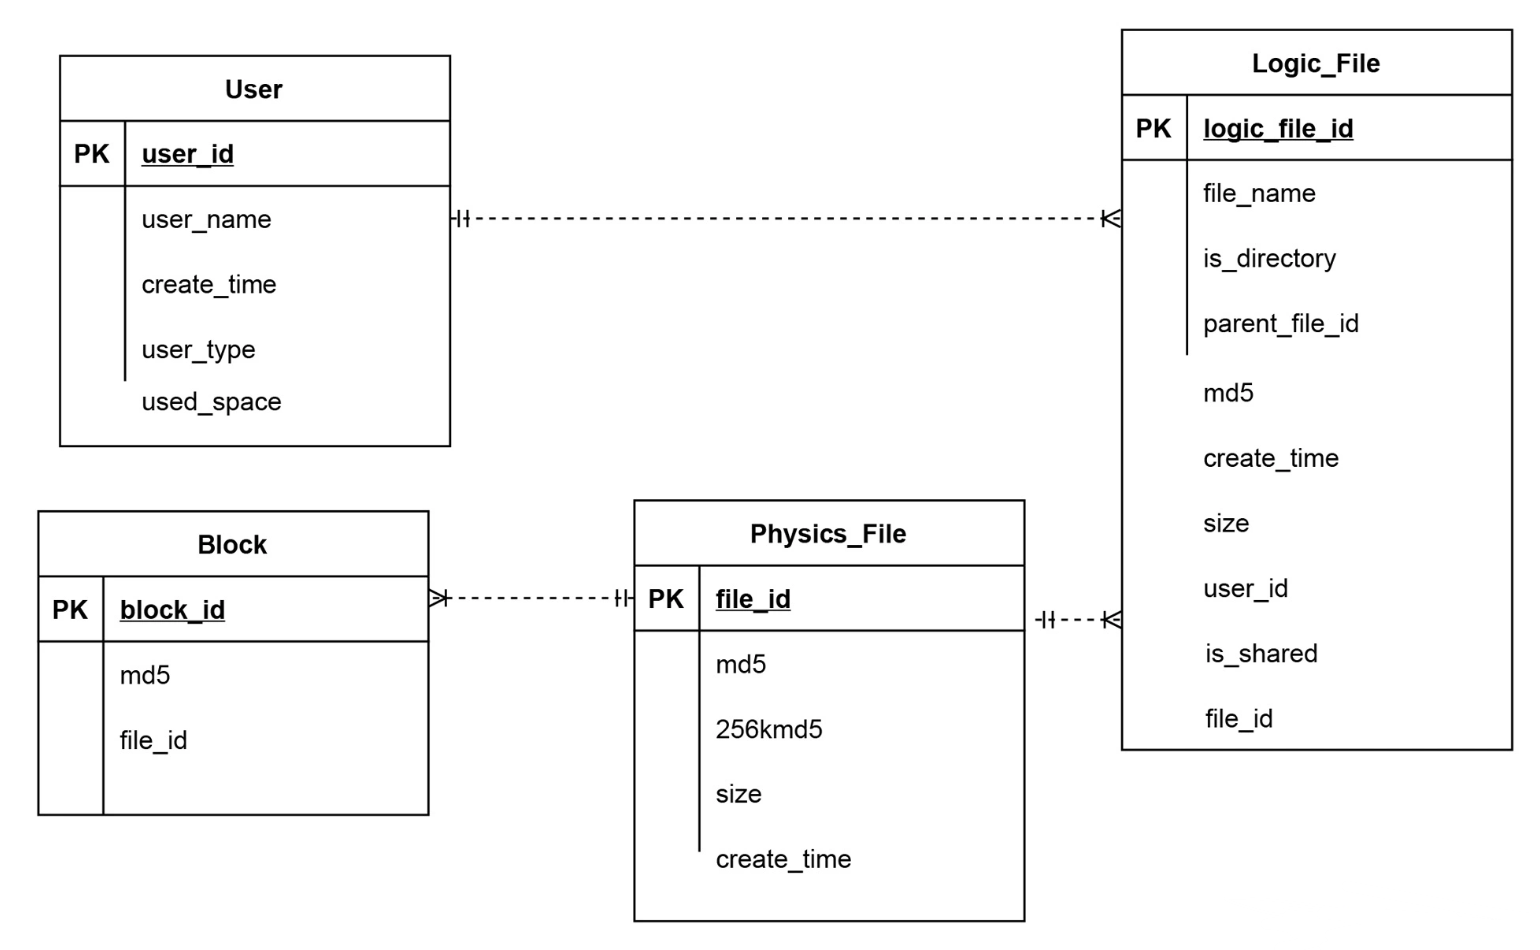 User
PK user_id
user_name
create_time
user_type
used_space
Logic_File
PK logic_file_id
file_name
is_directory
parent_file_id
md5
create_time
size
user_id
is_shared
file_id
Block
PK block_id
md5
file_id
Physics_File
PK file_id
md5
256kmd5
size
create_time